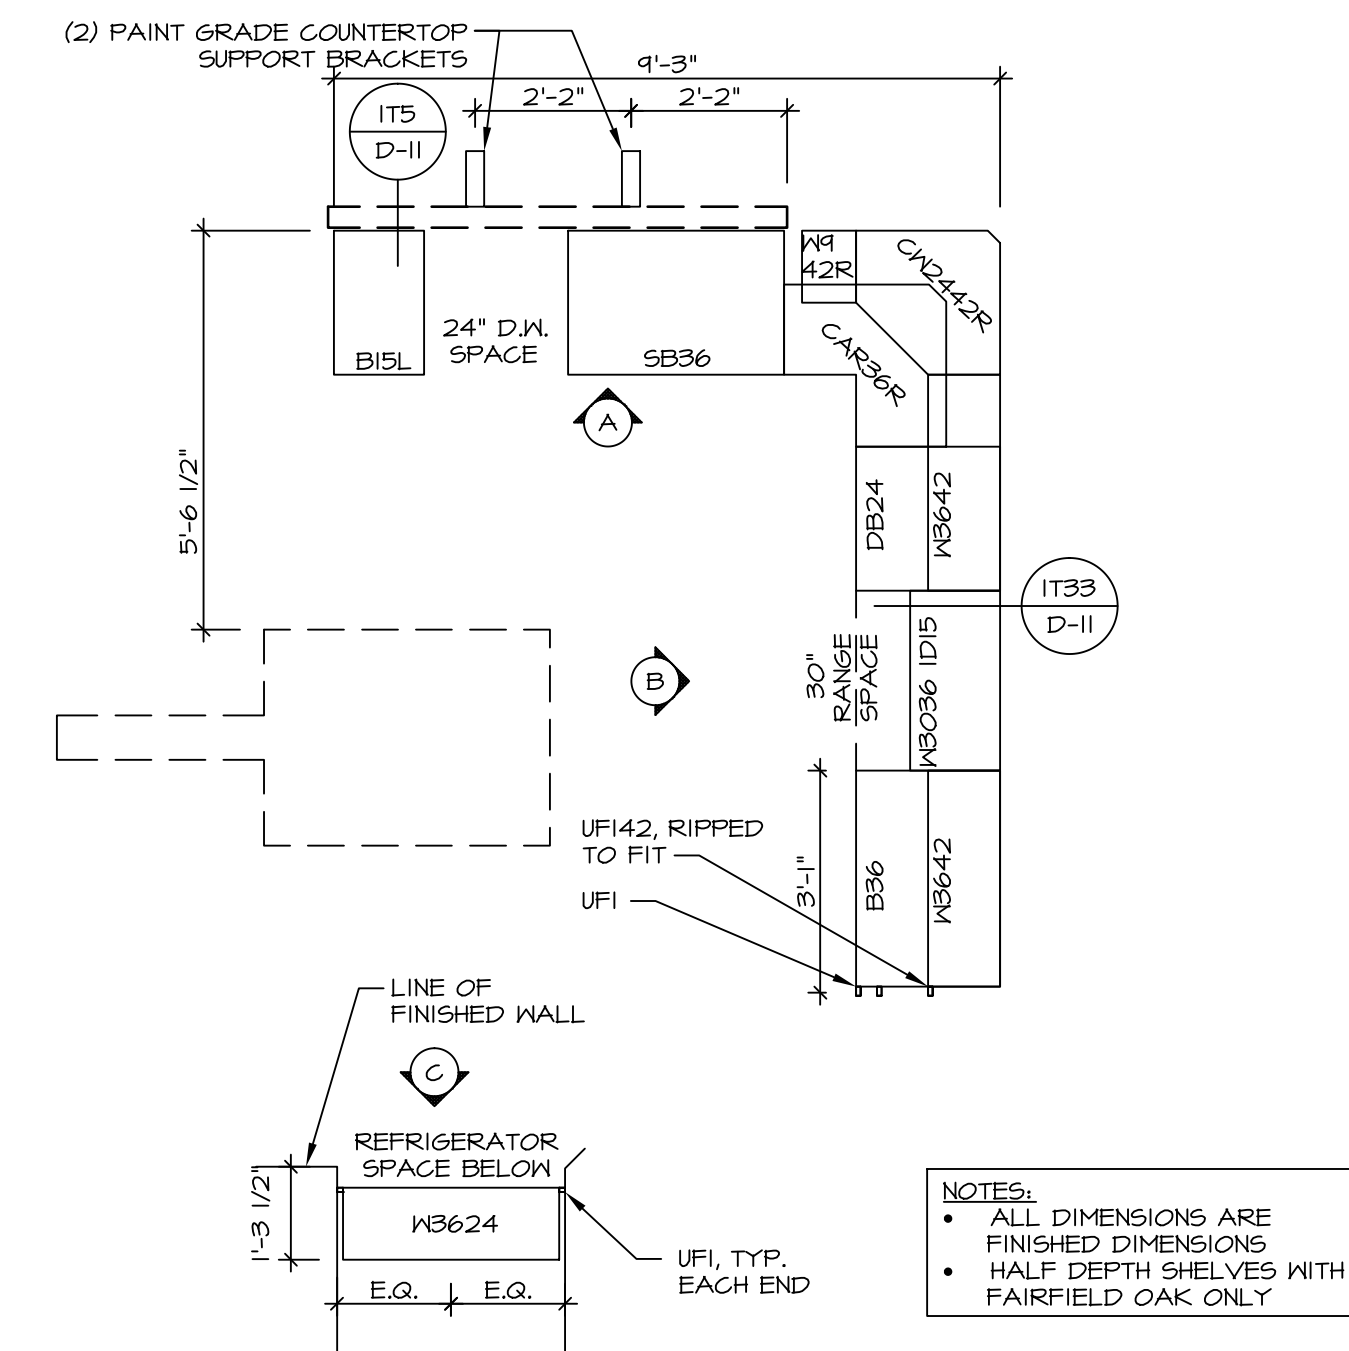 (2) PAINT GRADE COUNTERTOP
SUPPORT BRACKETS
9'-3"
2'-2"
2'-2"
1T5
D-11
W9
42R
CW2442R
24" D.W.
SPACE
B15L
SB36
CAR36R
A
5'-6 1/2"
DB24
W3642
1T33
D-11
30"
RANGE
SPACE
W3036 1D15
B
UF142, RIPPED
TO FIT
UF1
3'-1"
B36
W3642
LINE OF
FINISHED WALL
C
REFRIGERATOR
SPACE BELOW
1'-3 1/2"
W3624
UF1, TYP.
EACH END
E.Q.
E.Q.
NOTES:
• ALL DIMENSIONS ARE
FINISHED DIMENSIONS
• HALF DEPTH SHELVES WITH
FAIRFIELD OAK ONLY